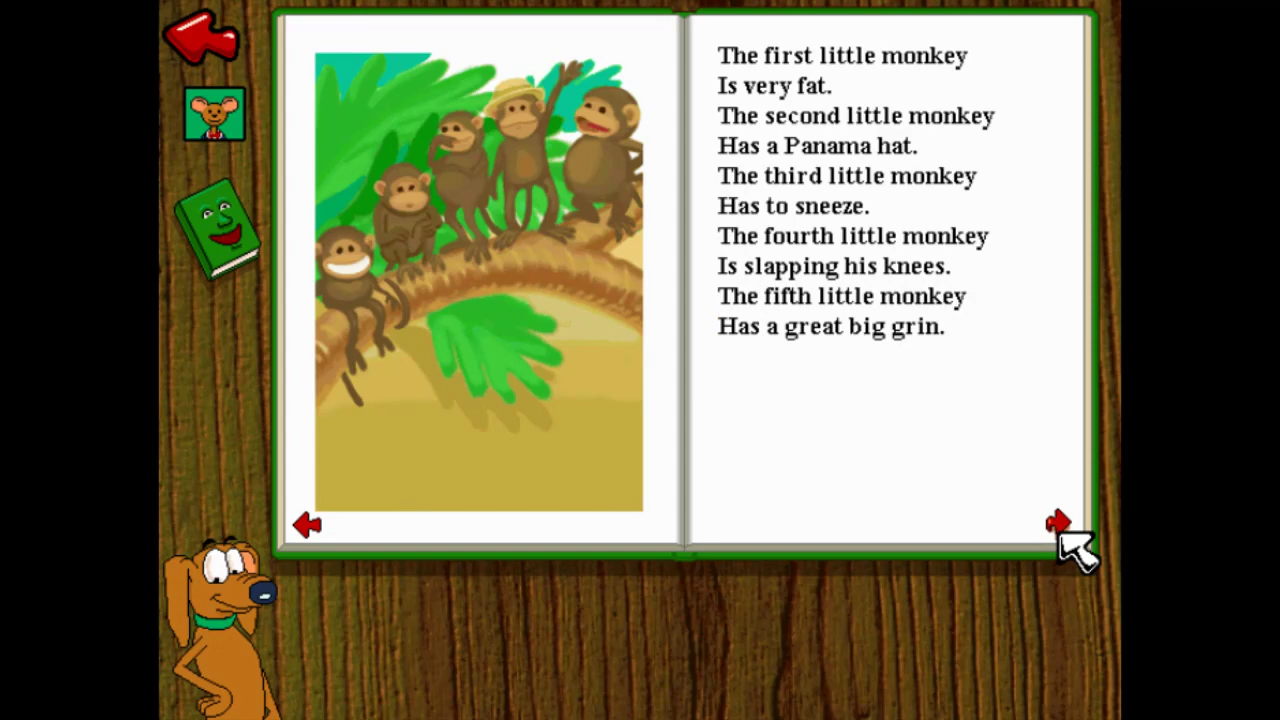 The first little monkey
Is very fat.
The second little monkey
Has a Panama hat.
The third little monkey
Has to sneeze.
The fourth little monkey
Is slapping his knees.
The fifth little monkey
Has a great big grin.